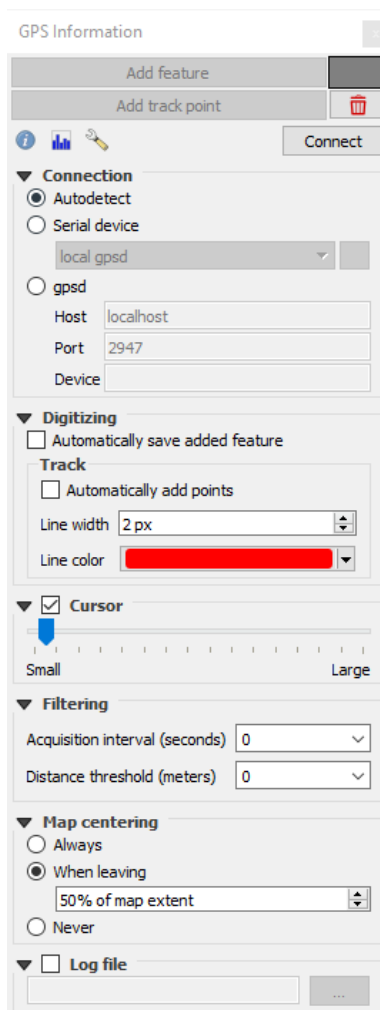 GPS Information
Add feature
Add track point
Connect
Connection
Autodetect
Serial device
local gpsd
gpsd
Host localhost
Port 2947
Device
Digitizing
Automatically save added feature
Track
Automatically add points
Line width 2 px
Line color
Cursor
Small Large
Filtering
Acquisition interval (seconds) 0
Distance threshold (meters) 0
Map centering
Always
When leaving
50% of map extent
Never
Log file
...